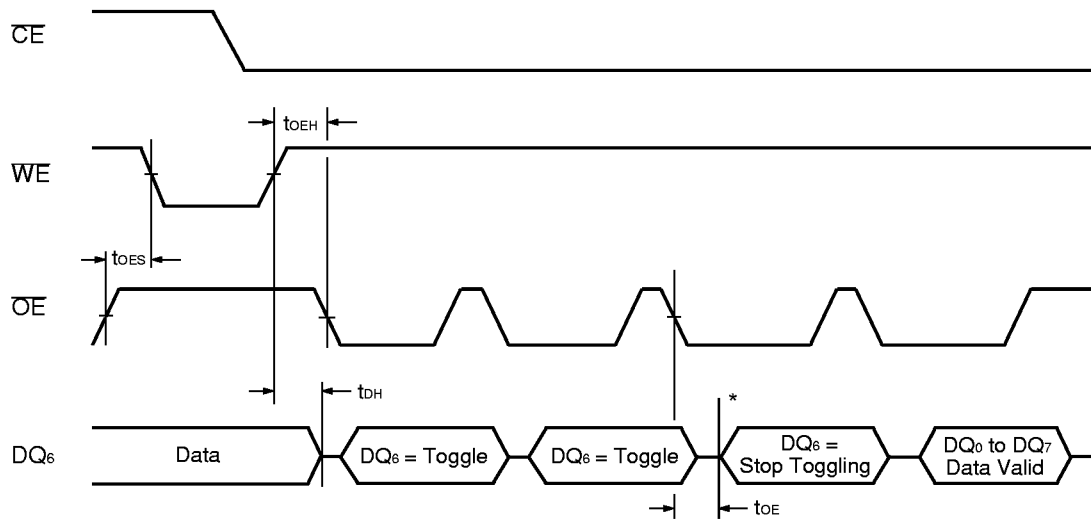 CE
tOEH
WE
tOES
OE
tDH
*
DQ6
Data
DQ6 = Toggle
DQ6 = Toggle
DQ6 =
Stop Toggling
DQ0 to DQ7
Data Valid
tOE